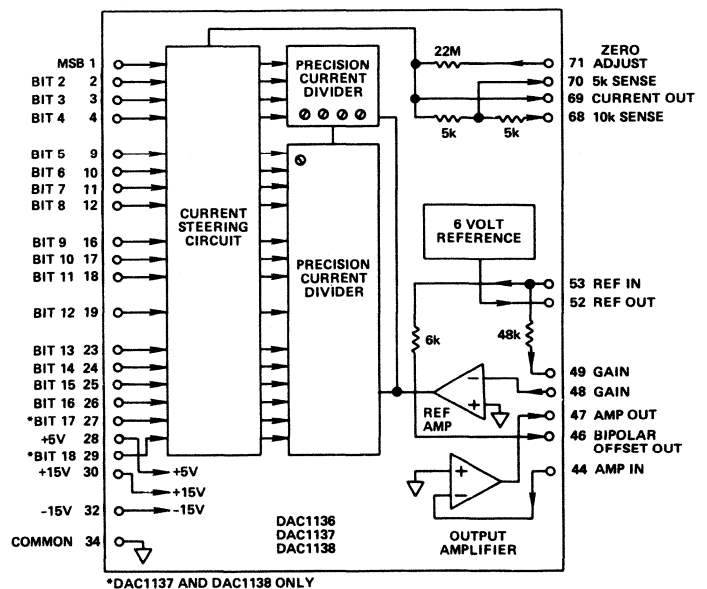 MSB 1
BIT 2 2
BIT 3 3
BIT 4 4
BIT 5 9
BIT 6 10
BIT 7 11
BIT 8 12
BIT 9 16
BIT 10 17
BIT 11 18
BIT 12 19
BIT 13 23
BIT 14 24
BIT 15 25
BIT 16 26
*BIT 17 27
+5V 28
*BIT 18 29
+15V 30
-15V 32
COMMON 34
CURRENT
STEERING
CIRCUIT
+5V
+15V
-15V
PRECISION
CURRENT
DIVIDER
PRECISION
CURRENT
DIVIDER
22M
5k
5k
6 VOLT
REFERENCE
6k
48k
REF
AMP
-
+
+
-
OUTPUT
AMPLIFIER
DAC1136
DAC1137
DAC1138
71 ZERO
ADJUST
70 5k SENSE
69 CURRENT OUT
68 10k SENSE
53 REF IN
52 REF OUT
49 GAIN
48 GAIN
47 AMP OUT
46 BIPOLAR
OFFSET OUT
44 AMP IN
*DAC1137 AND DAC1138 ONLY